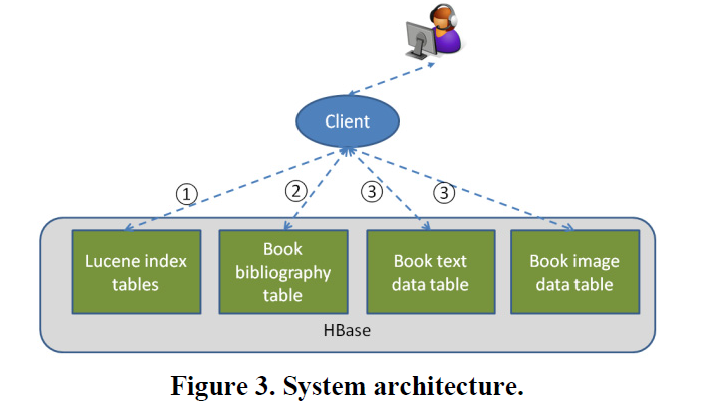 Client
① ② ③ ③
Lucene index
tables
Book
bibliography
table
Book text
data table
Book image
data table
HBase
Figure 3. System architecture.